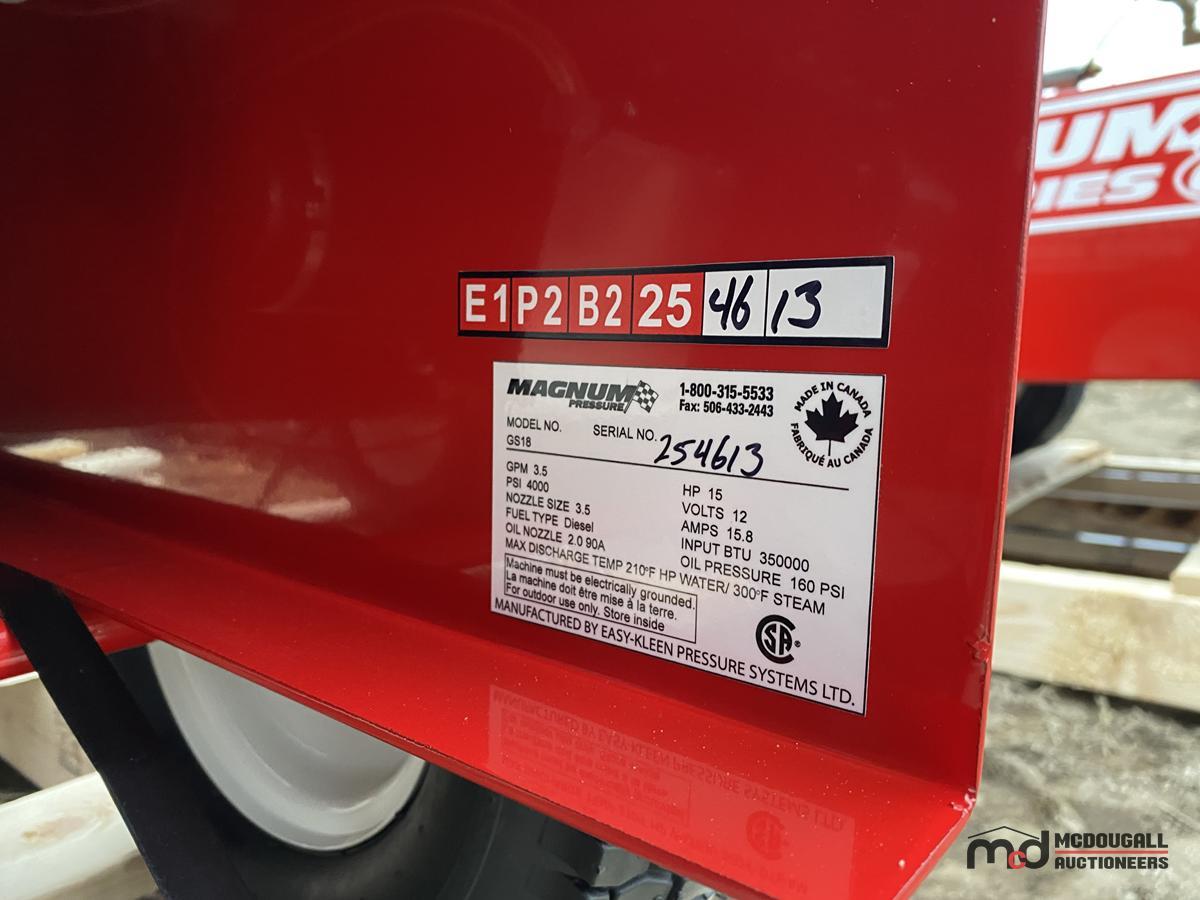 UM
RIES
E1 P2 B2 25 46 13
MAGNUM
PRESSURE
1-800-315-5533
Fax: 506-433-2443
MADE IN CANADA
FABRIQUÉ AU CANADA
MODEL NO.
GS18
SERIAL NO. 254613
GPM 3.5
PSI 4000
NOZZLE SIZE 3.5
FUEL TYPE Diesel
OIL NOZZLE 2.0 90A
HP 15
VOLTS 12
AMPS 15.8
INPUT BTU 350000
OIL PRESSURE 160 PSI
MAX DISCHARGE TEMP 210°F HP WATER/ 300°F STEAM
Machine must be electrically grounded.
La machine doit être mise à la terre.
For outdoor use only. Store inside
SA®
MANUFACTURED BY EASY-KLEEN PRESSURE SYSTEMS LTD.
mcd MCDOUGALL
AUCTIONEERS